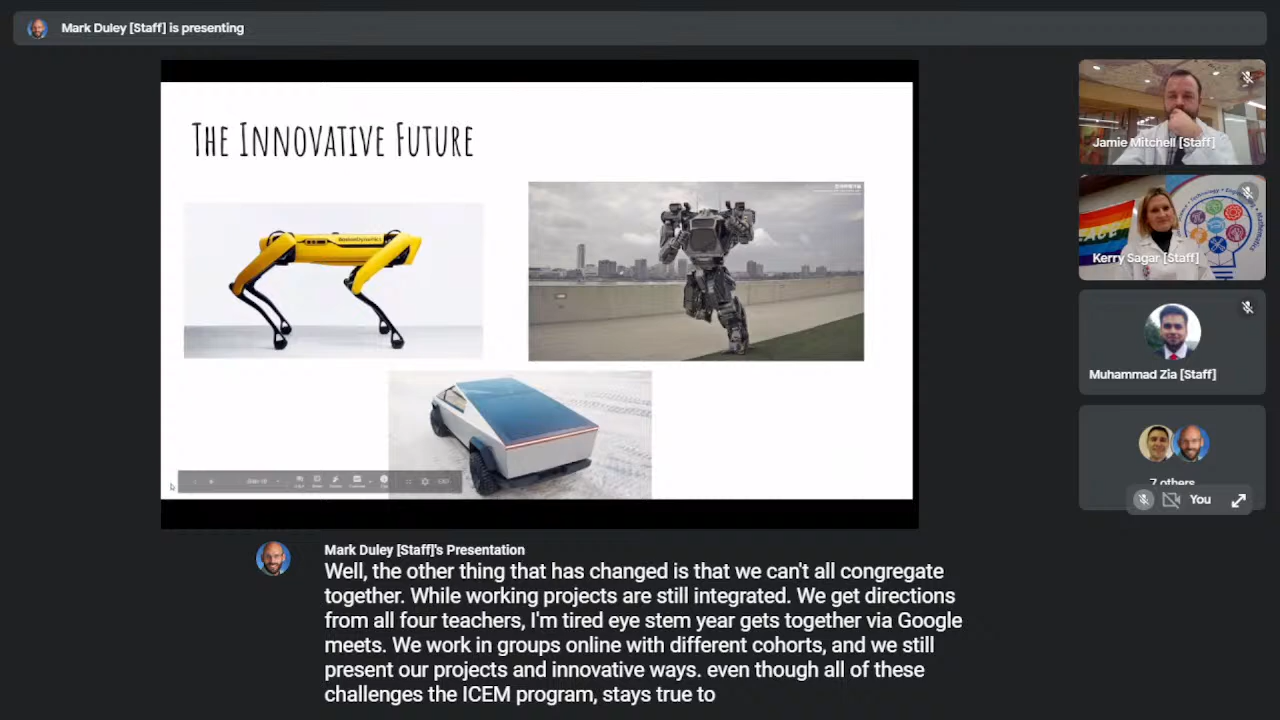 Mark Duley [Staff] is presenting
The Innovative Future
BostonDynamics
Jamie Mitchell [Staff]
Kerry Sagar [Staff]
Muhammad Zia [Staff]
7 others
You
Mark Duley [Staff]'s Presentation
Well, the other thing that has changed is that we can't all congregate
together. While working projects are still integrated. We get directions
from all four teachers, I'm tired eye stem year gets together via Google
meets. We work in groups online with different cohorts, and we still
present our projects and innovative ways. even though all of these
challenges the ICEM program, stays true to